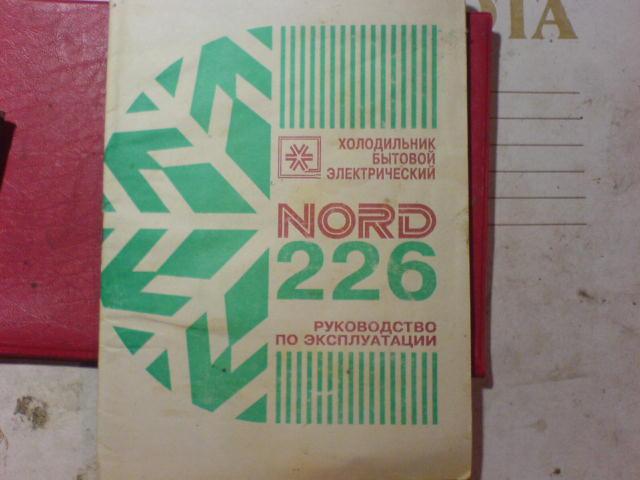 ХОЛОДИЛЬНИК
БЫТОВОЙ
ЭЛЕКТРИЧЕСКИЙ
NORD
226
РУКОВОДСТВО
ПО ЭКСПЛУАТАЦИИ